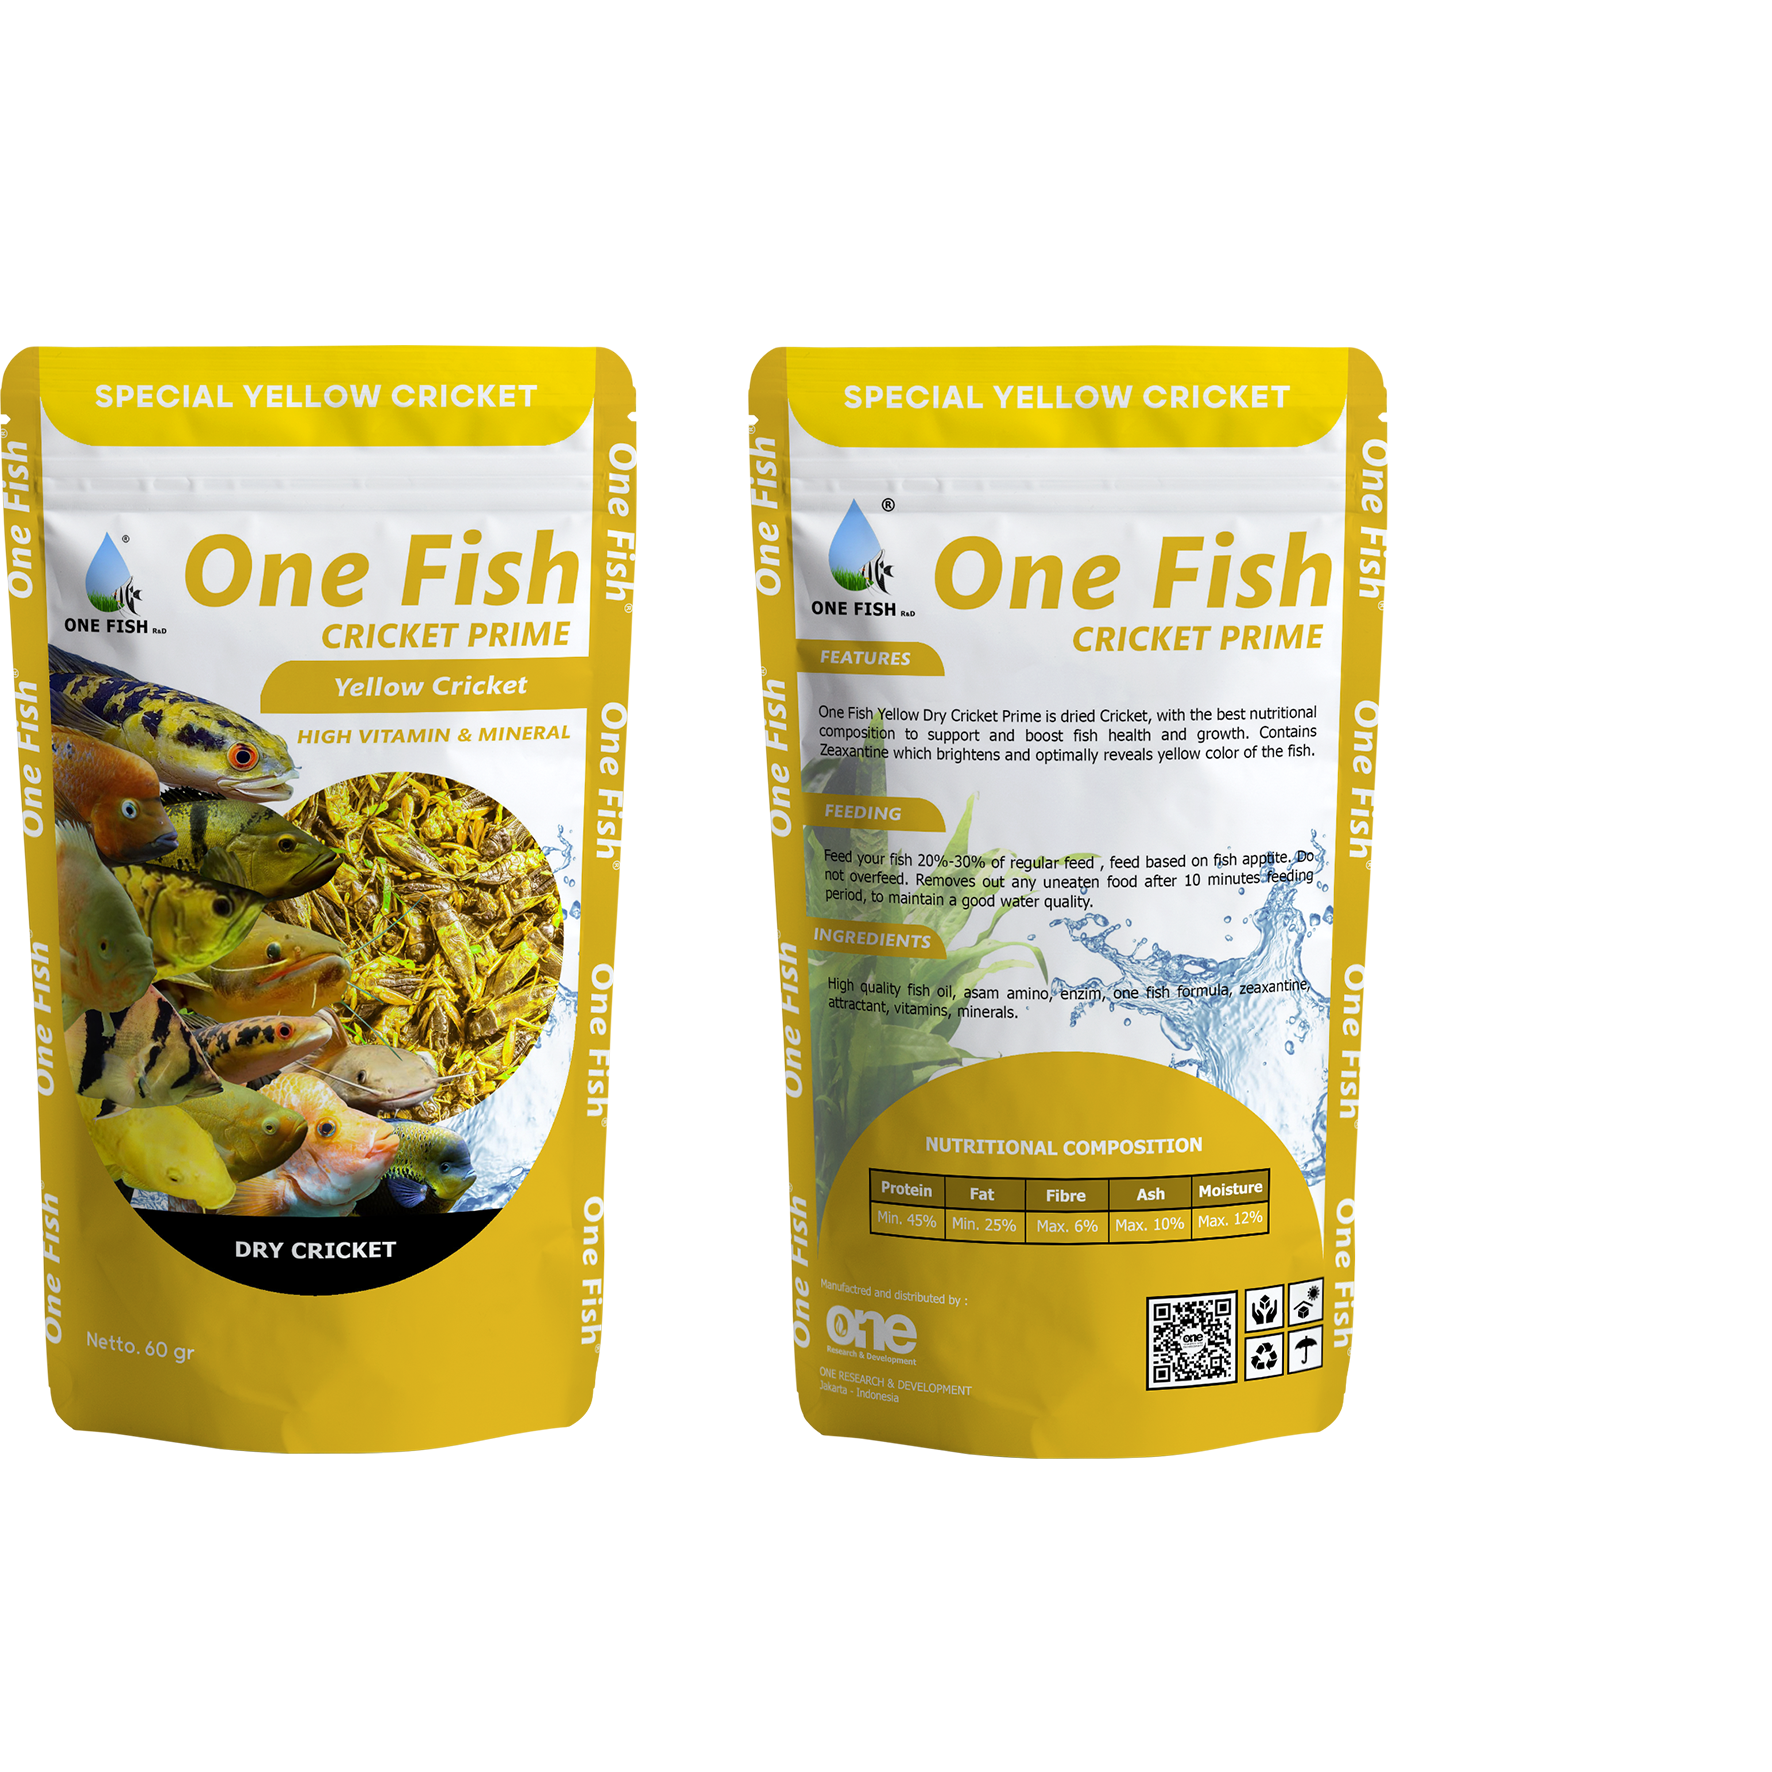 SPECIAL YELLOW CRICKET
One Fish®
One Fish®
One Fish
One Fish
One Fish®
One Fish®
One Fish®
One Fish®
®
ONE FISH R&D
One Fish
CRICKET PRIME
Yellow Cricket
HIGH VITAMIN & MINERAL
DRY CRICKET
Netto. 60 gr
SPECIAL YELLOW CRICKET
One Fish®
One Fish®
One Fish
One Fish
One Fish®
One Fish®
One Fish®
One Fish®
®
ONE FISH R&D
One Fish
CRICKET PRIME
FEATURES
One Fish Yellow Dry Cricket Prime is dried Cricket, with the best nutritional
composition to support and boost fish health and growth. Contains
Zeaxantine which brightens and optimally reveals yellow color of the fish.
FEEDING
Feed your fish 20%-30% of regular feed , feed based on fish apptite. Do
not overfeed. Removes out any uneaten food after 10 minutes feeding
period, to maintain a good water quality.
INGREDIENTS
High quality fish oil, asam amino, enzim, one fish formula, zeaxantine,
attractant, vitamins, minerals.
NUTRITIONAL COMPOSITION
Protein Fat Fibre Ash Moisture
Min. 45% Min. 25% Max. 6% Max. 10% Max. 12%
Manufactred and distributed by :
one
Research & Development
ONE RESEARCH & DEVELOPMENT
Jakarta - Indonesia
one